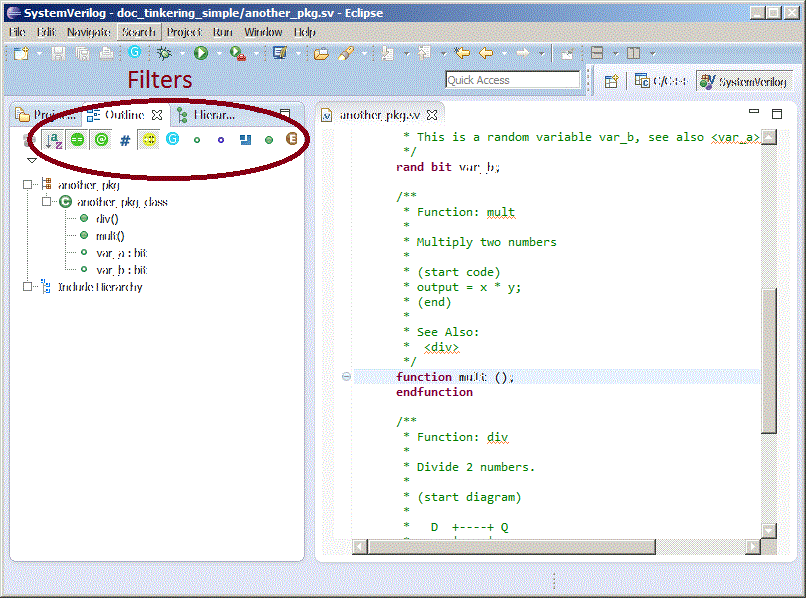 SystemVerilog - doc_tinkering_simple/another_pkg.sv - Eclipse
File Edit Navigate Search Project Run Window Help
Filters
Quick Access
C/C++ SystemVerilog
Outline Hierar...
another_pkg.sv
another_pkg
another_pkg_class
div()
mult()
var_a : bit
var_b : bit
Include Hierarchy
* This is a random variable var_b, see also <var_a>
*/
rand bit var_b;
/**
* Function: mult
*
* Multiply two numbers
*
* (start code)
* output = x * y;
* (end)
*
* See Also:
* <div>
*/
function mult ();
endfunction
/**
* Function: div
*
* Divide 2 numbers.
*
* (start diagram)
*
* D +----+ Q